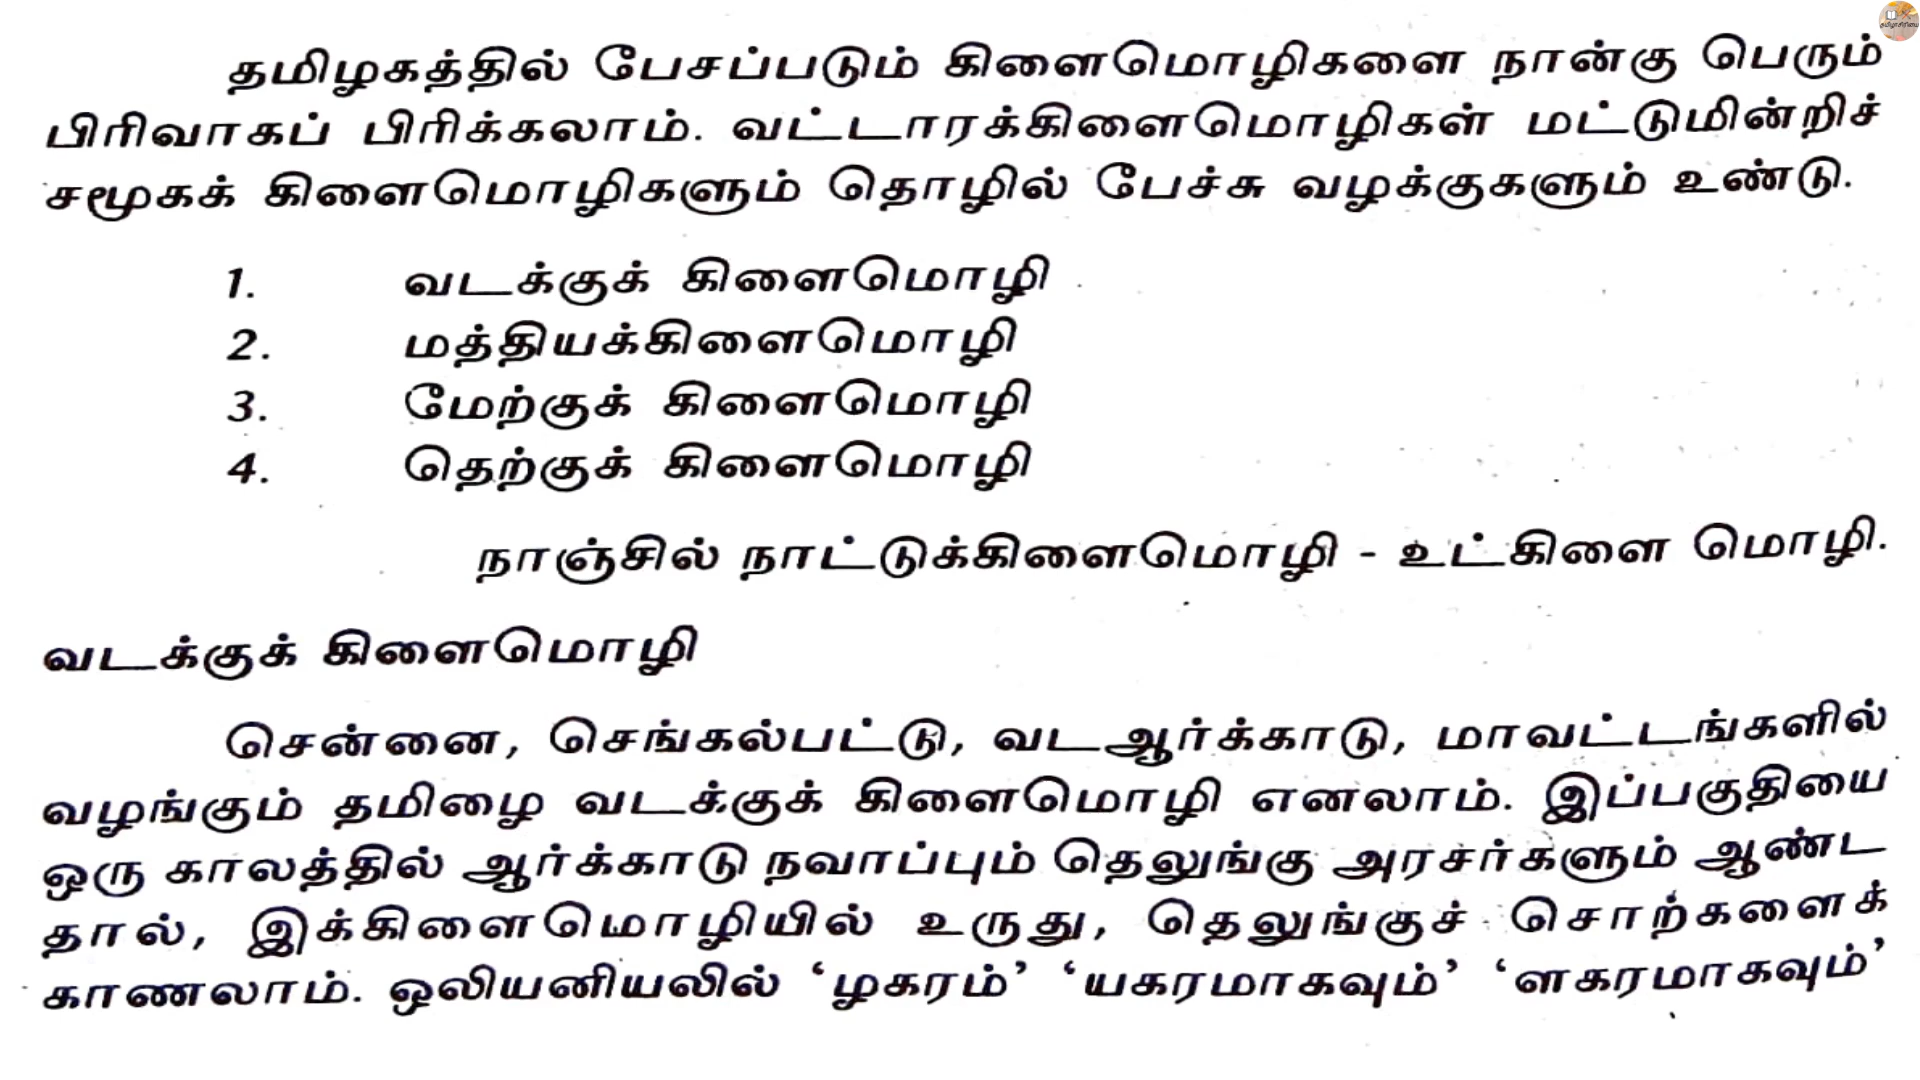 தமிழகத்தில் பேசப்படும் கிளைமொழிகளை நான்கு பெரும்
பிரிவாகப் பிரிக்கலாம். வட்டாரக்கிளைமொழிகள் மட்டுமின்றிச்
சமூகக் கிளைமொழிகளும் தொழில் பேச்சு வழக்குகளும் உண்டு.
1. வடக்குக் கிளைமொழி
2. மத்தியக்கிளைமொழி
3. மேற்குக் கிளைமொழி
4. தெற்குக் கிளைமொழி
நாஞ்சில் நாட்டுக்கிளைமொழி - உட்கிளை மொழி.
வடக்குக் கிளைமொழி
சென்னை, செங்கல்பட்டு, வடஆர்க்காடு, மாவட்டங்களில்
வழங்கும் தமிழை வடக்குக் கிளைமொழி எனலாம். இப்பகுதியை
ஒரு காலத்தில் ஆர்க்காடு நவாப்பும் தெலுங்கு அரசர்களும் ஆண்ட
தால், இக்கிளைமொழியில் உருது, தெலுங்குச் சொற்களைக்
காணலாம். ஒலியனியலில் ‘ழகரம்’ ‘யகரமாகவும்’ ‘ளகரமாகவும்’